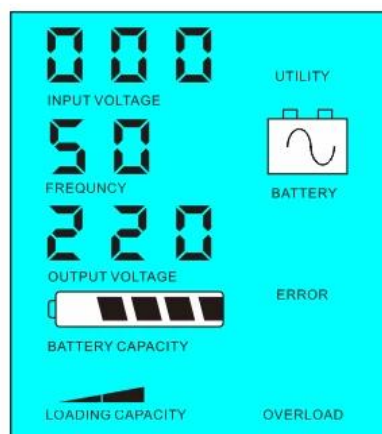 000
UTILITY
INPUT VOLTAGE
50
FREQUNCY
BATTERY
220
OUTPUT VOLTAGE
ERROR
BATTERY CAPACITY
LOADING CAPACITY
OVERLOAD